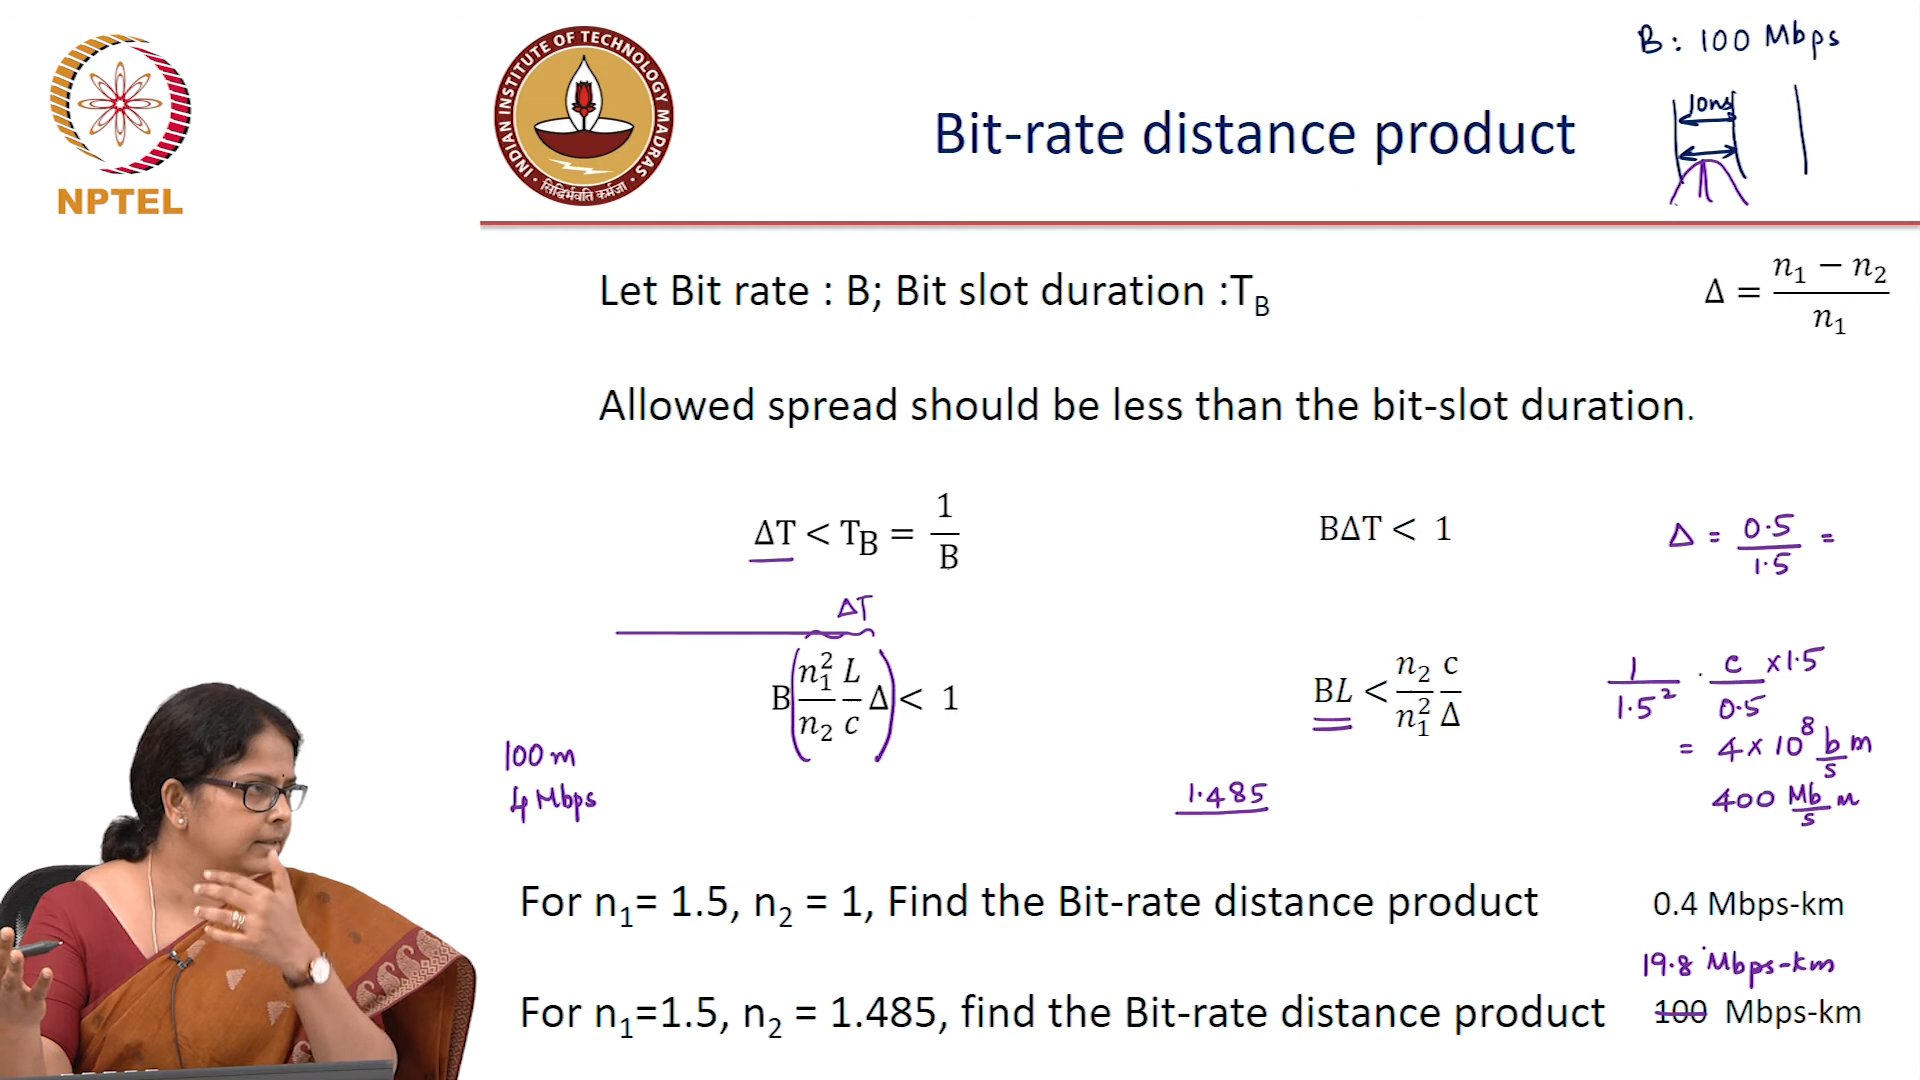 NPTEL
INDIAN INSTITUTE OF TECHNOLOGY MADRAS
सिद्धिर्भवति कर्मजा
Bit-rate distance product
B : 100 Mbps
10ns
Let Bit rate : B; Bit slot duration :T_B
Δ = (n₁ − n₂)/n₁
Allowed spread should be less than the bit-slot duration.
ΔT < T_B = 1/B
BΔT < 1
Δ = 0.5/1.5 =
ΔT
B(n₁²/n₂ L/c Δ) < 1
BL < n₂/n₁² c/Δ
1/1.5² · c/0.5 ×1.5
= 4 × 10⁸ b/s m
400 Mb/s m
100 m
4 Mbps
1.485
For n₁= 1.5, n₂ = 1, Find the Bit-rate distance product
0.4 Mbps-km
19.8 Mbps-km
For n₁=1.5, n₂ = 1.485, find the Bit-rate distance product
100 Mbps-km